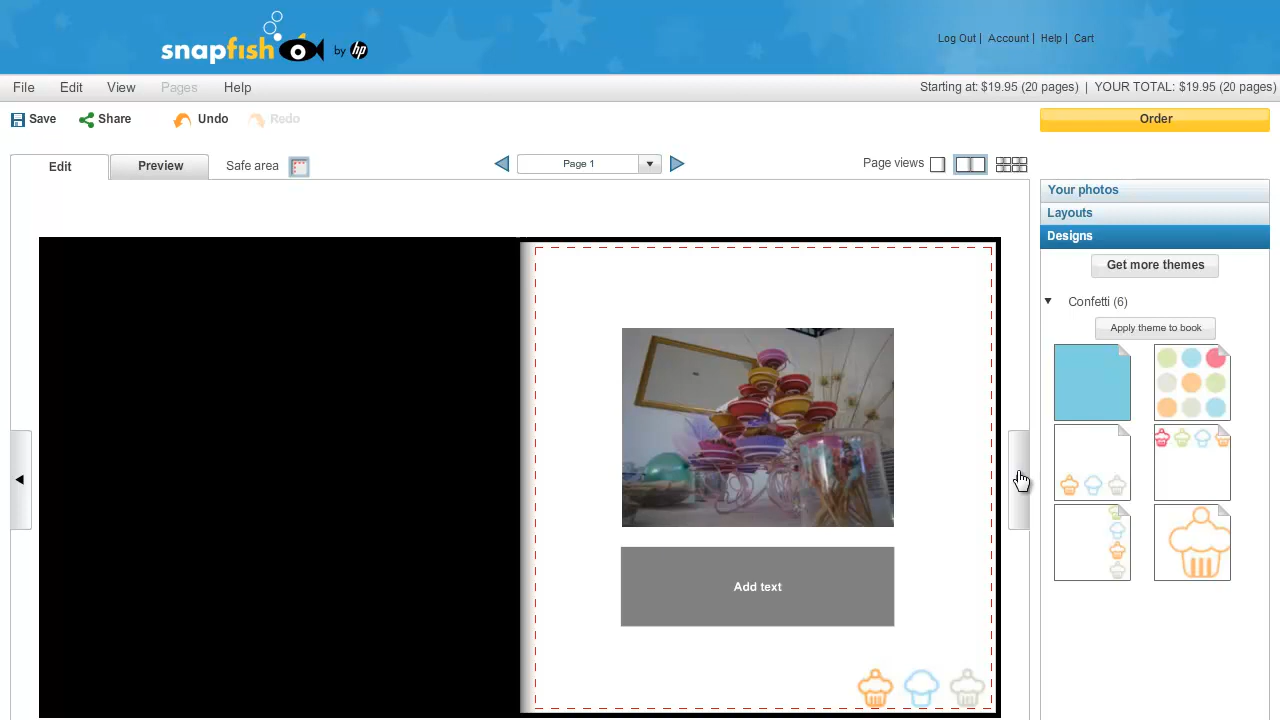 snapfish by hp
Log Out | Account | Help | Cart
File Edit View Pages Help
Starting at: $19.95 (20 pages) | YOUR TOTAL: $19.95 (20 pages)
Save Share Undo Redo
Order
Edit Preview Safe area
Page 1
Page views
Your photos
Layouts
Designs
Get more themes
Confetti (6)
Apply theme to book
Add text